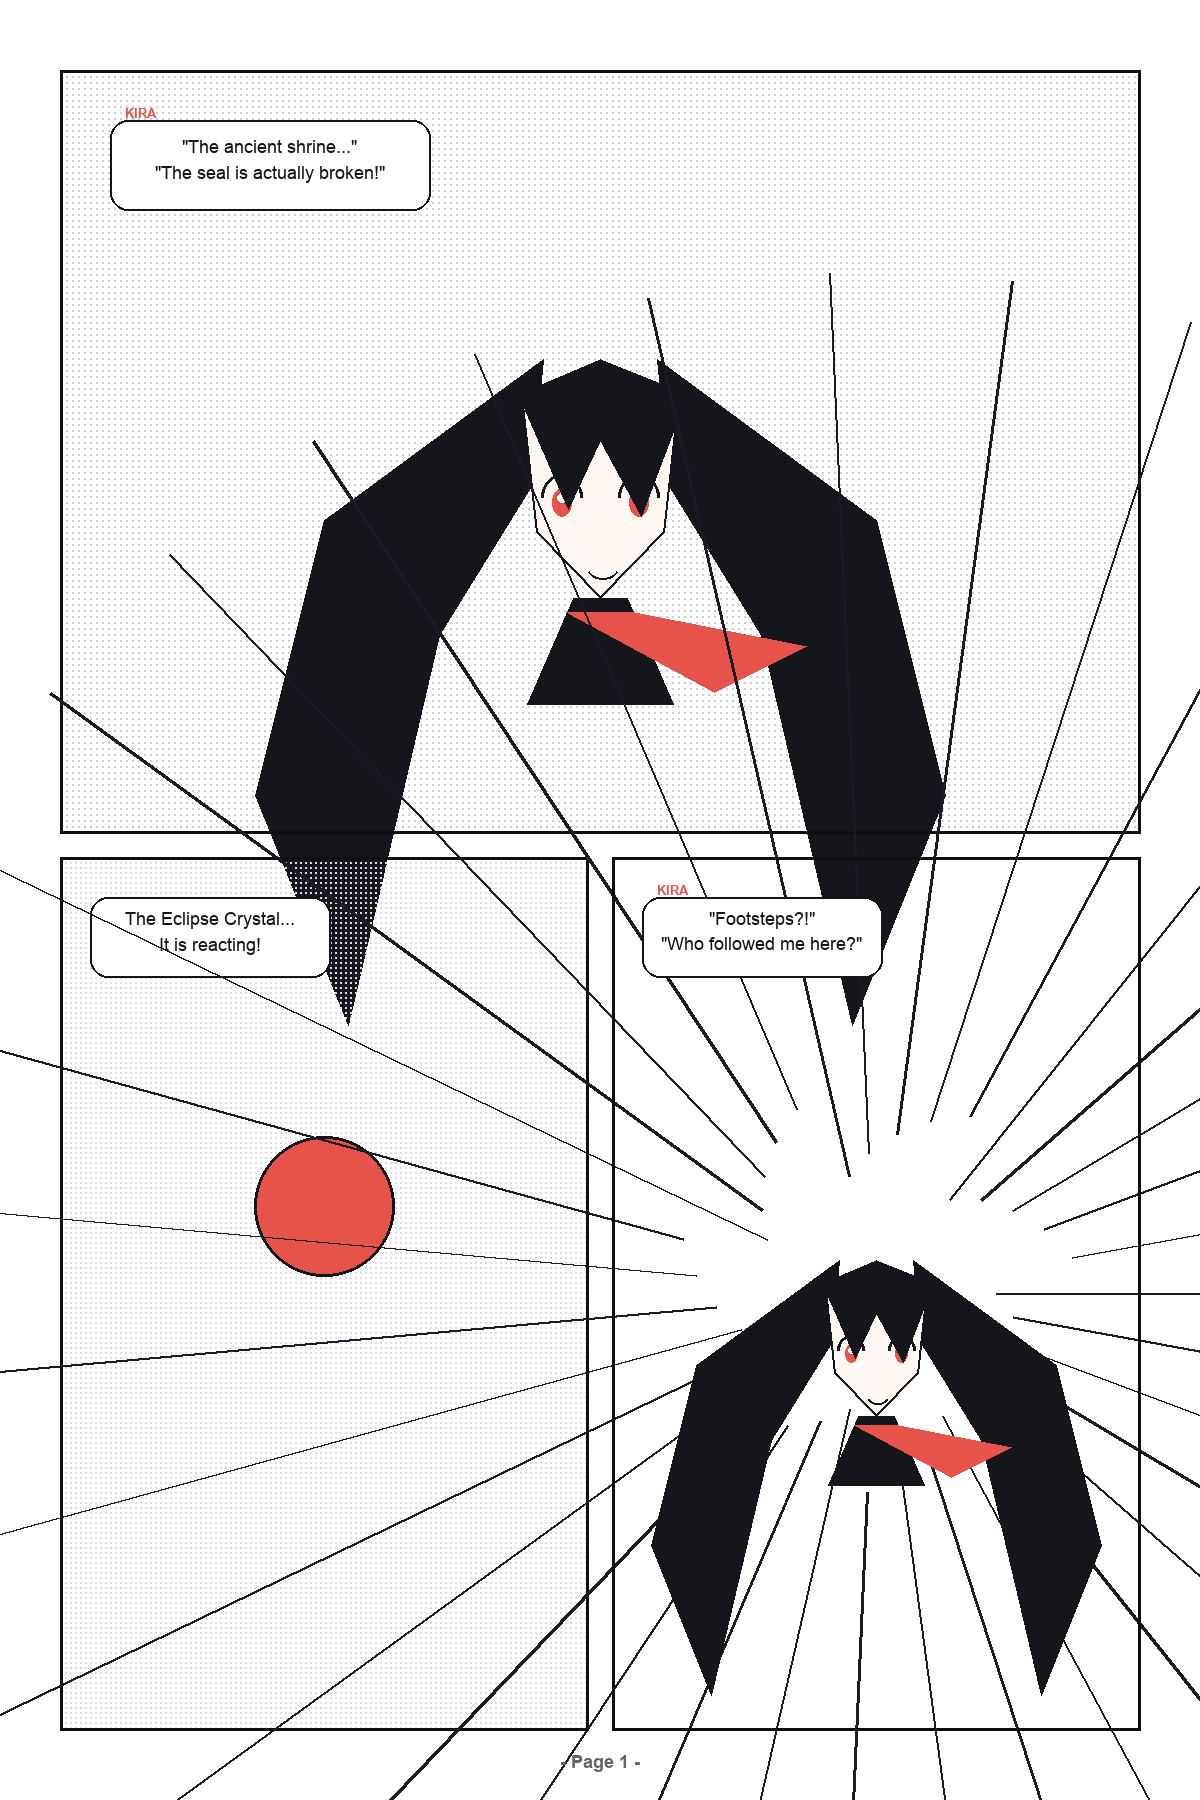 KIRA
"The ancient shrine..."
"The seal is actually broken!"
The Eclipse Crystal...
It is reacting!
KIRA
"Footsteps?!"
"Who followed me here?"
- Page 1 -